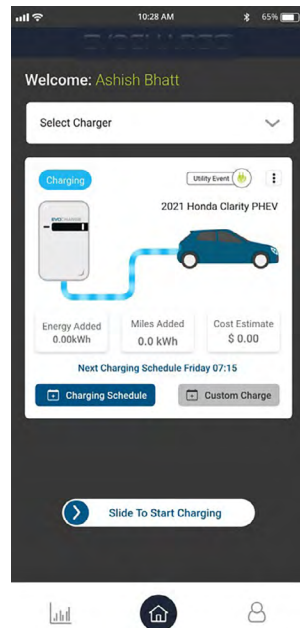 10:28 AM
65%
EVOCHARGE
Welcome: Ashish Bhatt
Select Charger
Charging
Utility Event
2021 Honda Clarity PHEV
EVOCHARGE
Energy Added
0.00kWh
Miles Added
0.0 kWh
Cost Estimate
$ 0.00
Next Charging Schedule Friday 07:15
Charging Schedule
Custom Charge
Slide To Start Charging